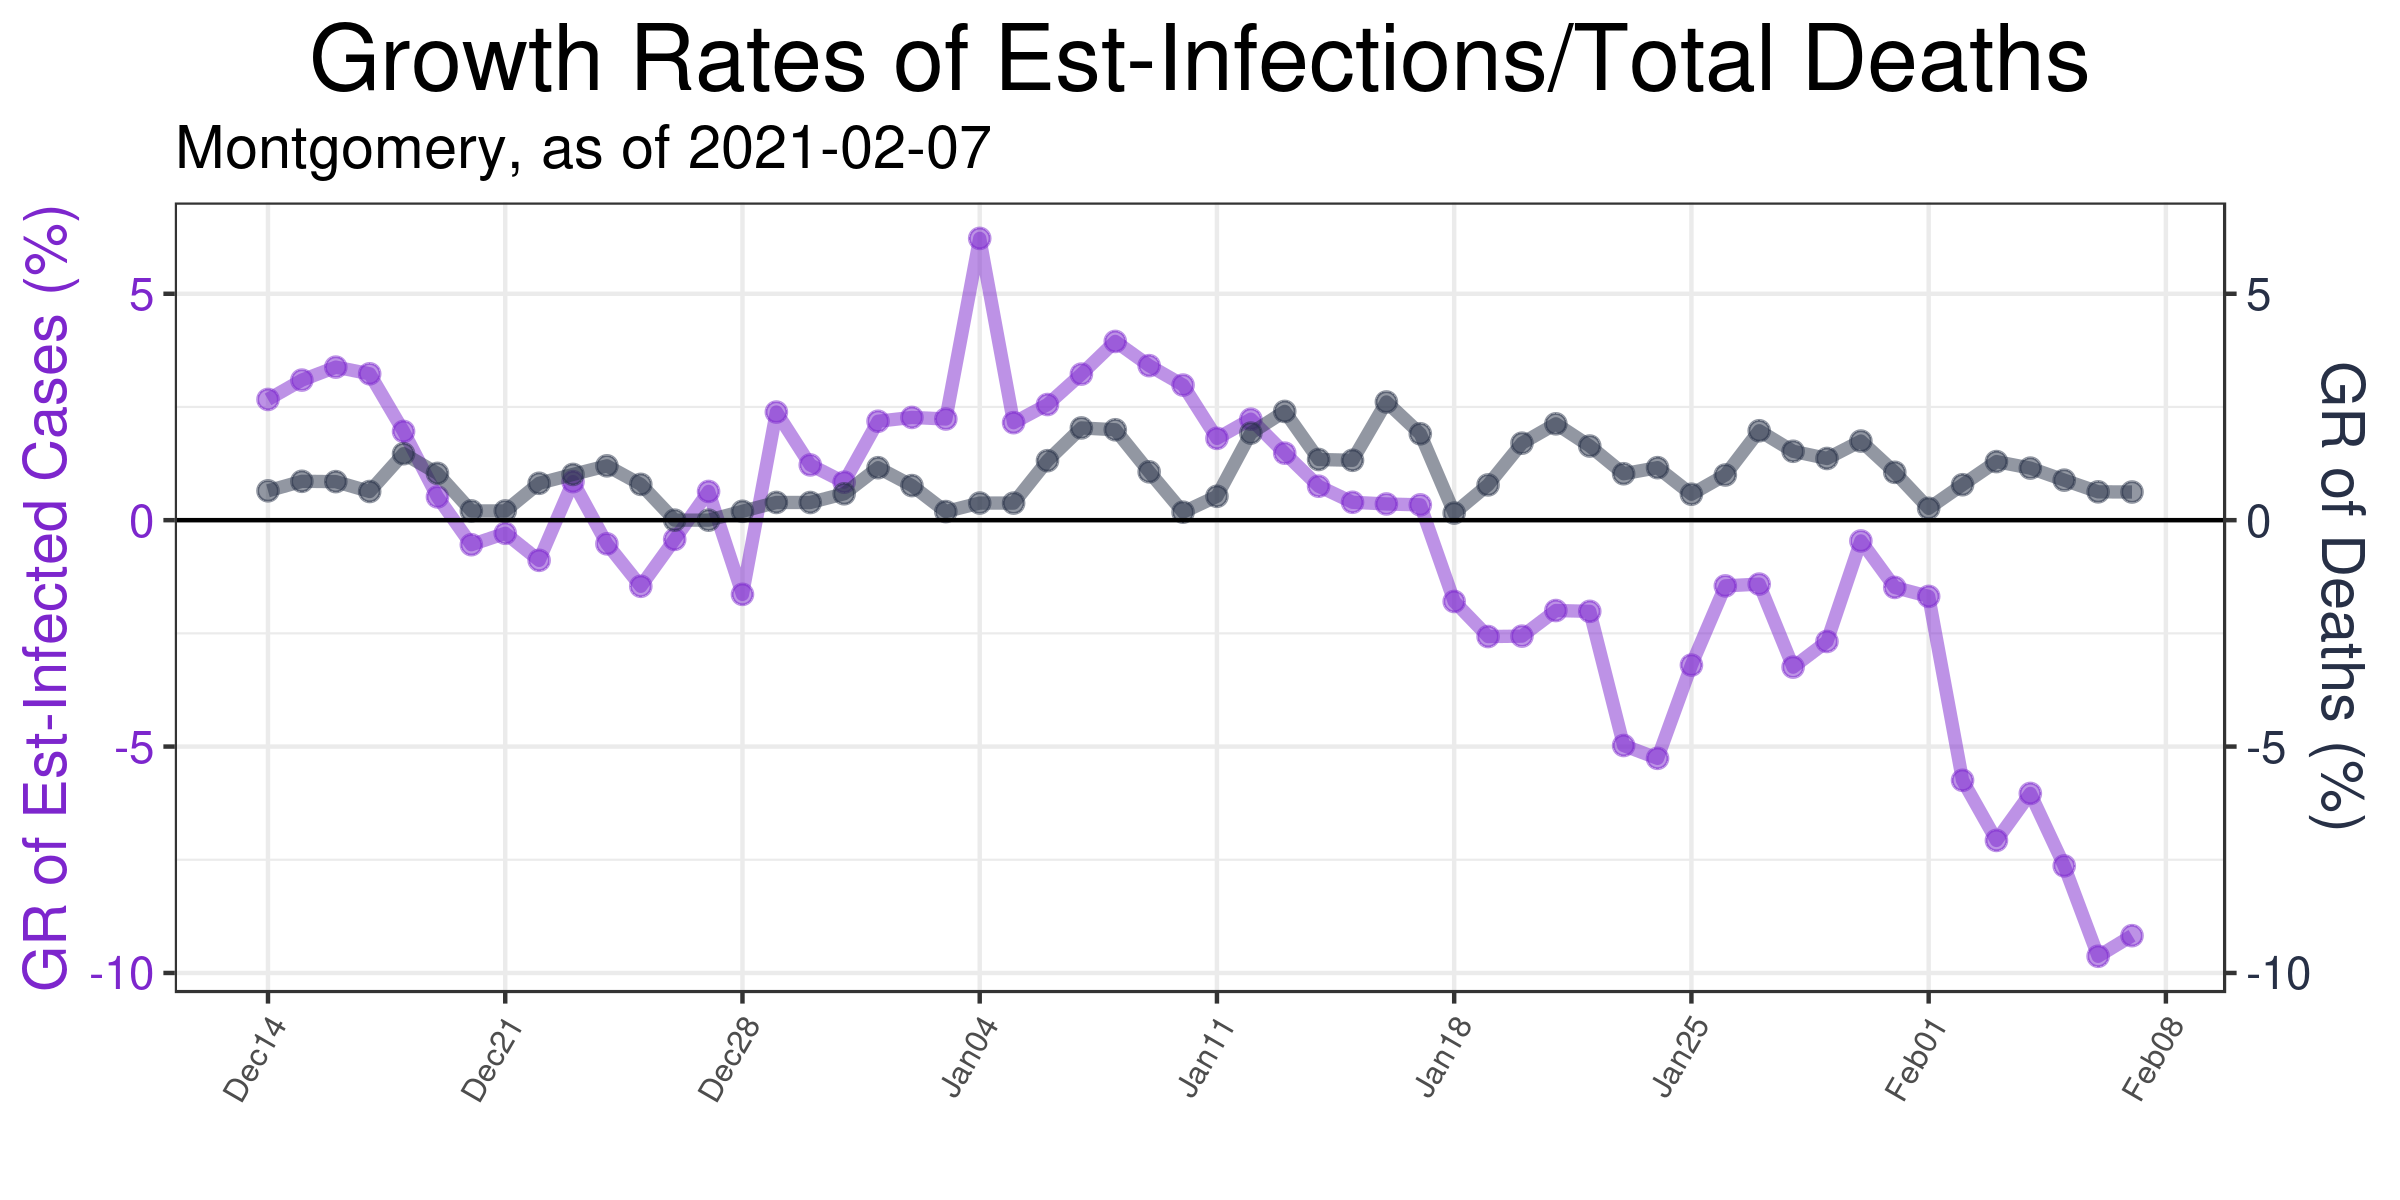 Growth Rates of Est-Infections/Total Deaths
Montgomery, as of 2021-02-07
GR of Est-Infected Cases (%)
5
0
-5
-10
5
0
-5
-10
GR of Deaths (%)
Dec14
Dec21
Dec28
Jan04
Jan11
Jan18
Jan25
Feb01
Feb08